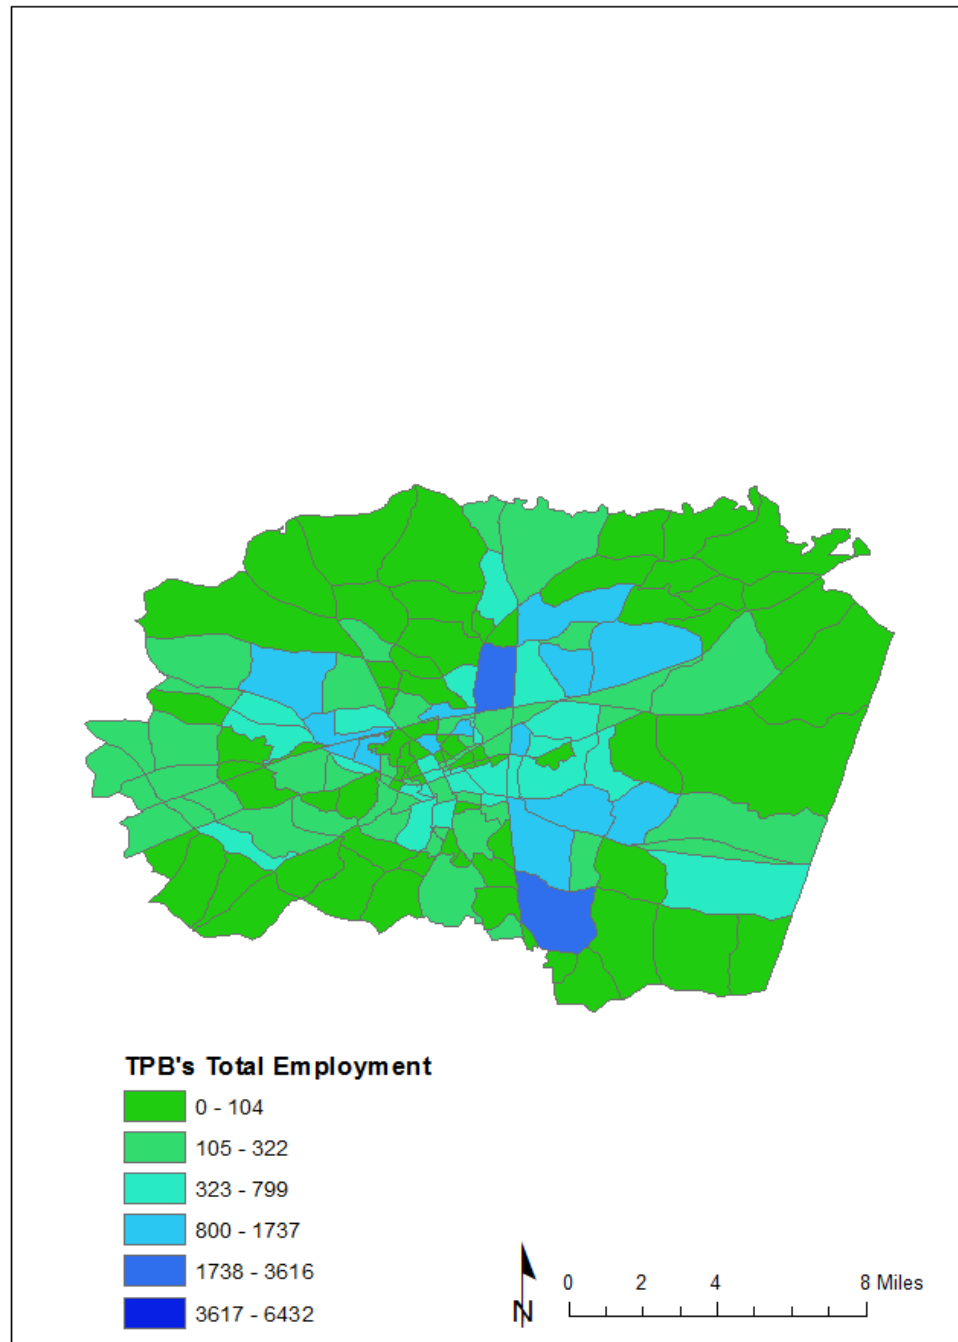 TPB's Total Employment
0 - 104
105 - 322
323 - 799
800 - 1737
1738 - 3616
3617 - 6432
N
0 2 4 8 Miles